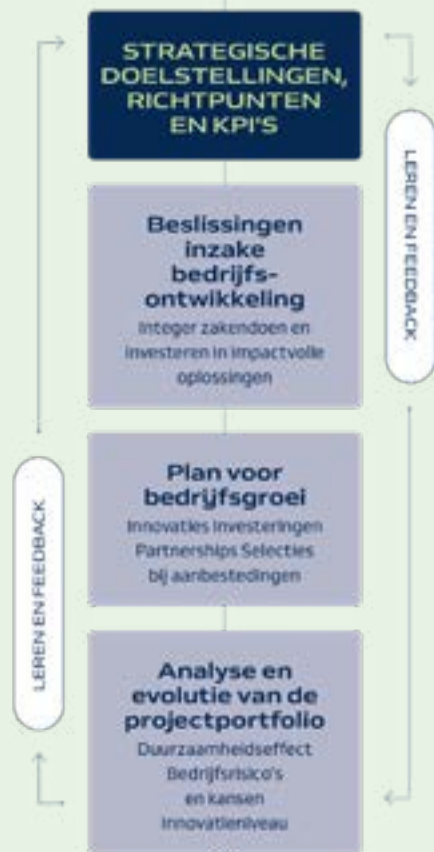 STRATEGISCHE
DOELSTELLINGEN,
RICHTPUNTEN
EN KPI'S
LEREN EN FEEDBACK
Beslissingen
inzake
bedrijfs-
ontwikkeling
Integer zakendoen en
investeren in impactvolle
oplossingen
Plan voor
bedrijfsgroei
Innovaties Investeringen
Partnerships Selecties
bij aanbestedingen
LEREN EN FEEDBACK
Analyse en
evolutie van de
projectportfolio
Duurzaamheidseffect
Bedrijfsrisico's
en kansen
Innovatieniveau